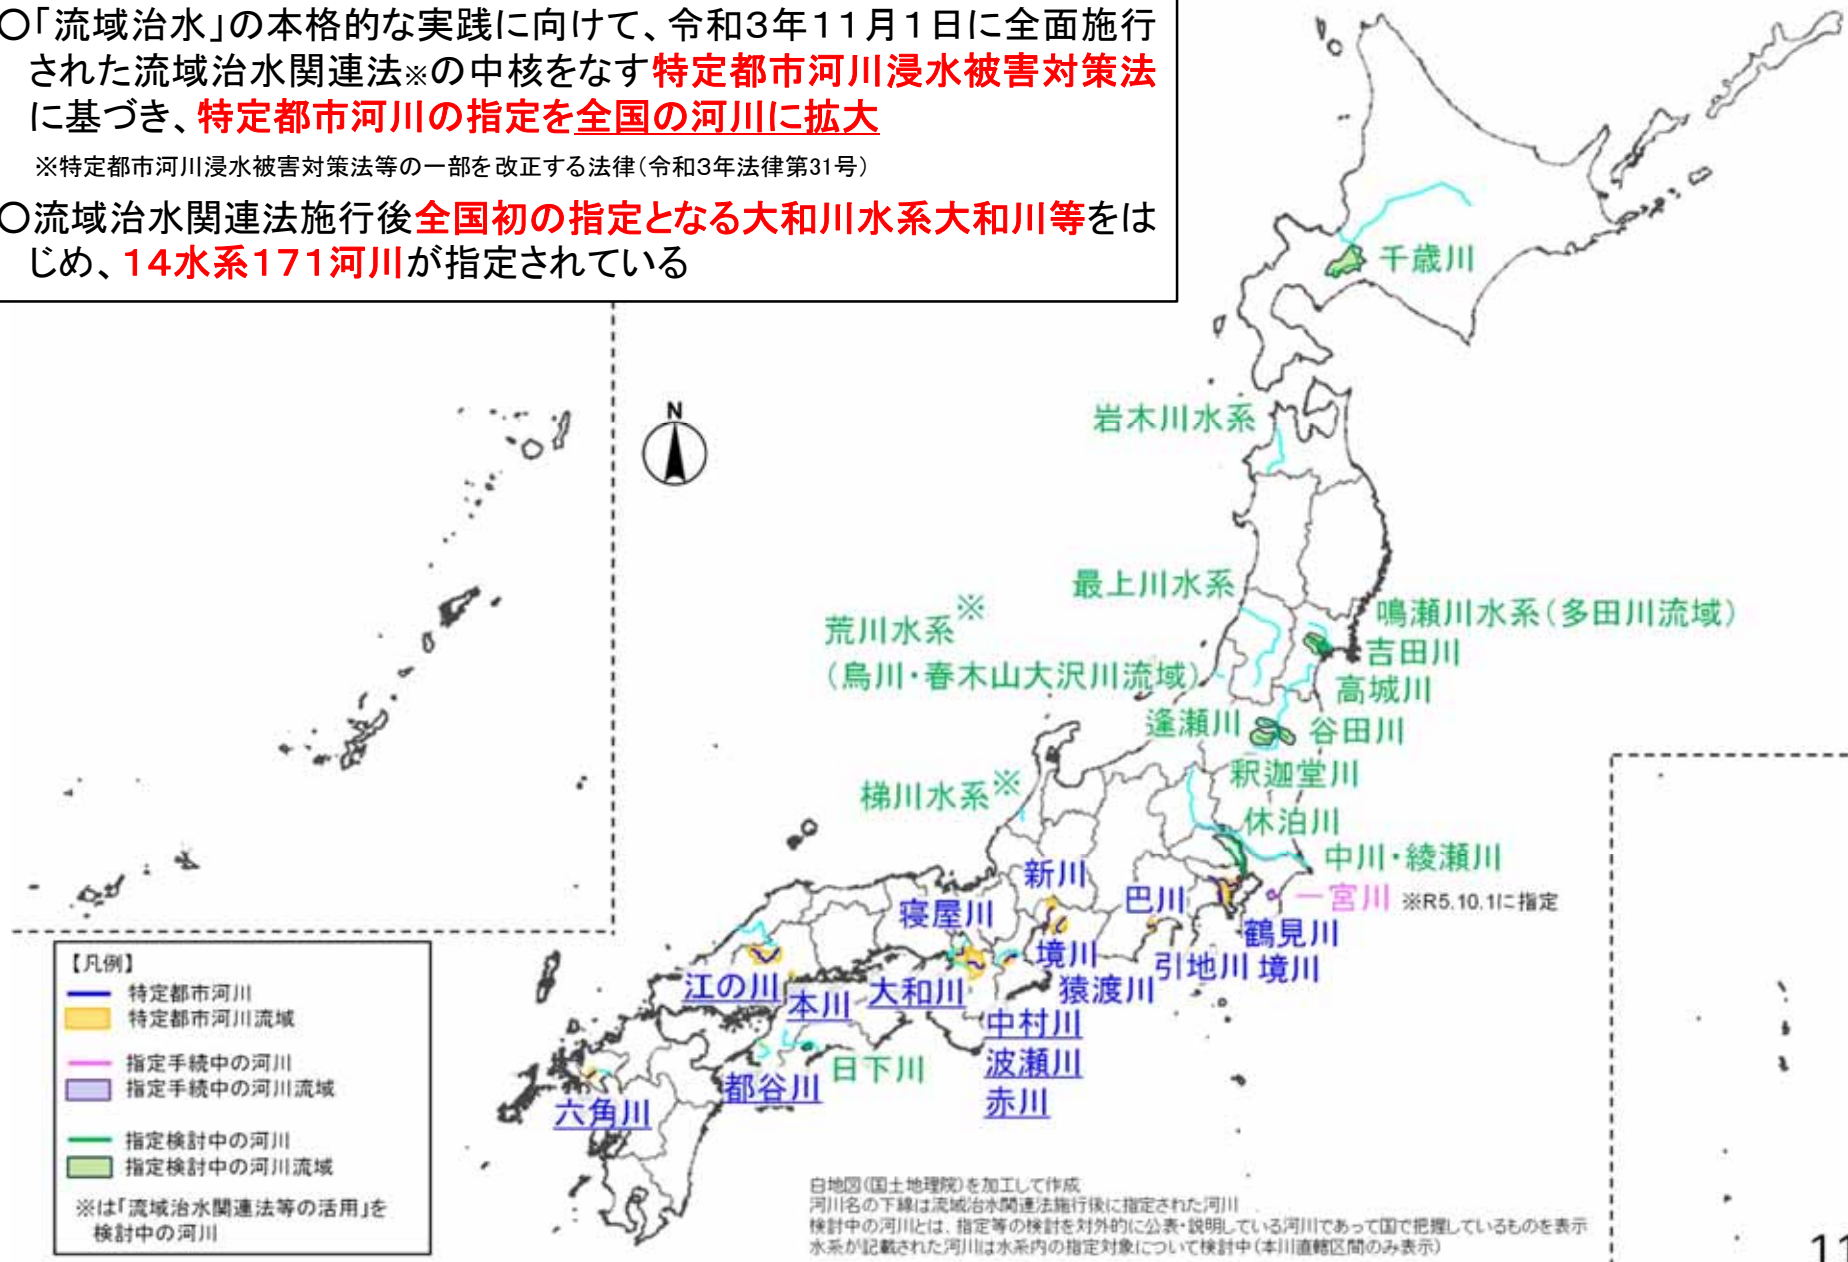 ○「流域治水」の本格的な実践に向けて、令和3年11月1日に全面施行
された流域治水関連法※の中核をなす特定都市河川浸水被害対策法
に基づき、特定都市河川の指定を全国の河川に拡大
※特定都市河川浸水被害対策法等の一部を改正する法律(令和3年法律第31号)
○流域治水関連法施行後全国初の指定となる大和川水系大和川等をは
じめ、14水系171河川が指定されている
千歳川
N
岩木川水系
最上川水系
鳴瀬川水系(多田川流域)
荒川水系※
吉田川
(烏川・春木山大沢川流域)
高城川
逢瀬川
谷田川
釈迦堂川
梯川水系※
休泊川
中川・綾瀬川
新川
巴川
一宮川 ※R5.10.1に指定
寝屋川
鶴見川
境川
引地川
境川
江の川
本川
大和川
猿渡川
中村川
波瀬川
赤川
日下川
都谷川
六角川
【凡例】
特定都市河川
特定都市河川流域
指定手続中の河川
指定手続中の河川流域
指定検討中の河川
指定検討中の河川流域
※は「流域治水関連法等の活用」を
検討中の河川
白地図(国土地理院)を加工して作成
河川名の下線は流域治水関連法施行後に指定された河川
検討中の河川とは、指定等の検討を対外的に公表・説明している河川であって国で把握しているものを表示
水系が記載された河川は水系内の指定対象について検討中(本川直轄区間のみ表示)
11